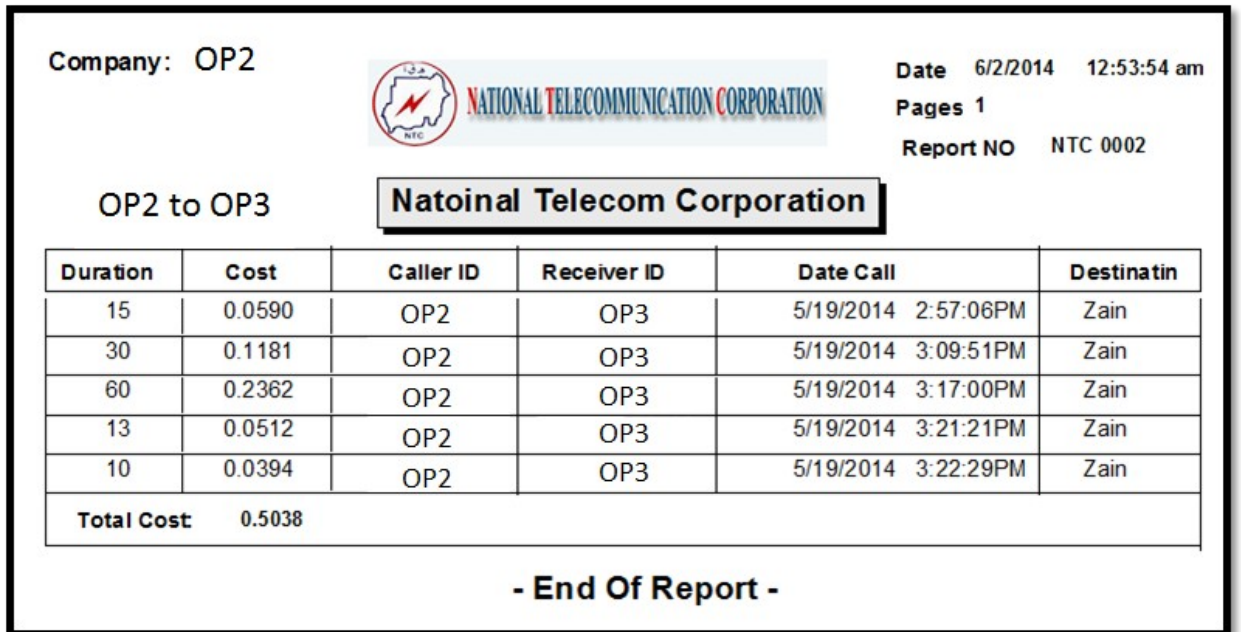 Company: OP2
NATIONAL TELECOMMUNICATION CORPORATION
NTC
Date 6/2/2014 12:53:54 am
Pages 1
Report NO NTC 0002
OP2 to OP3
Natoinal Telecom Corporation
Duration Cost Caller ID Receiver ID Date Call Destinatin
15 0.0590 OP2 OP3 5/19/2014 2:57:06PM Zain
30 0.1181 OP2 OP3 5/19/2014 3:09:51PM Zain
60 0.2362 OP2 OP3 5/19/2014 3:17:00PM Zain
13 0.0512 OP2 OP3 5/19/2014 3:21:21PM Zain
10 0.0394 OP2 OP3 5/19/2014 3:22:29PM Zain
Total Cost: 0.5038
- End Of Report -